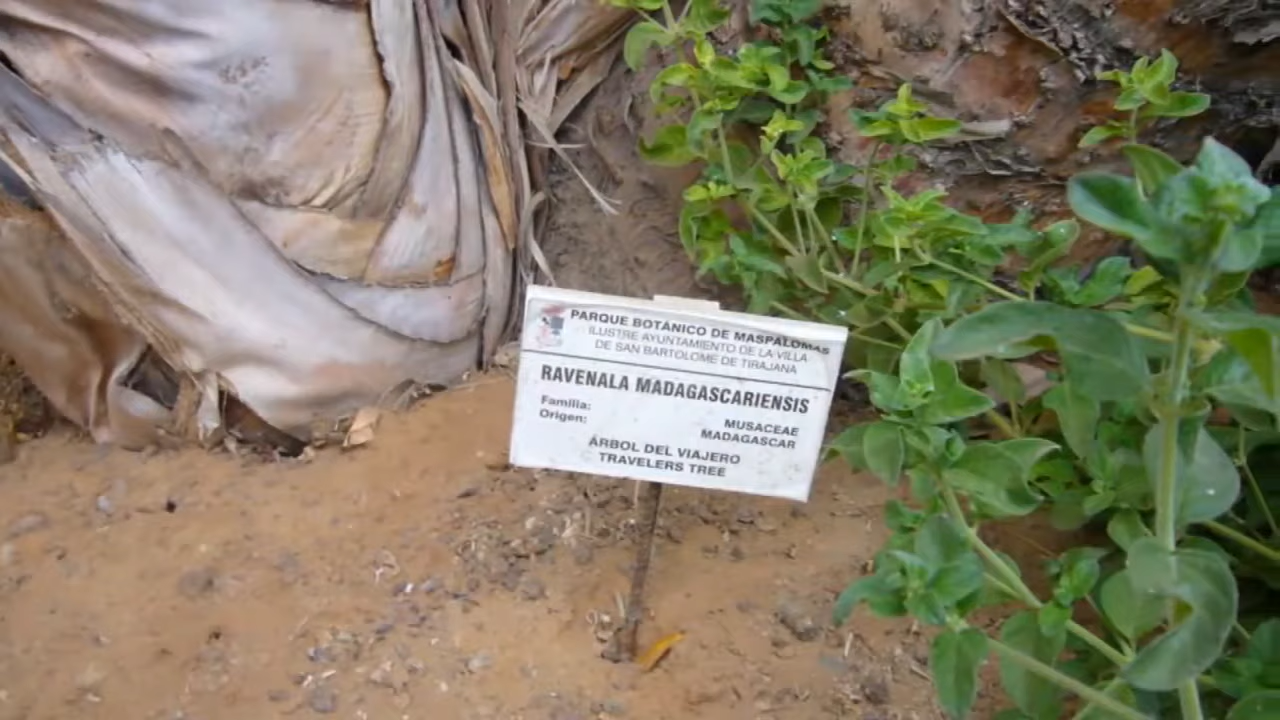 PARQUE BOTÁNICO DE MASPALOMAS
ILUSTRE AYUNTAMIENTO DE LA VILLA
DE SAN BARTOLOME DE TIRAJANA
RAVENALA MADAGASCARIENSIS
Familia: MUSACEAE
Origen: MADAGASCAR
ÁRBOL DEL VIAJERO
TRAVELERS TREE